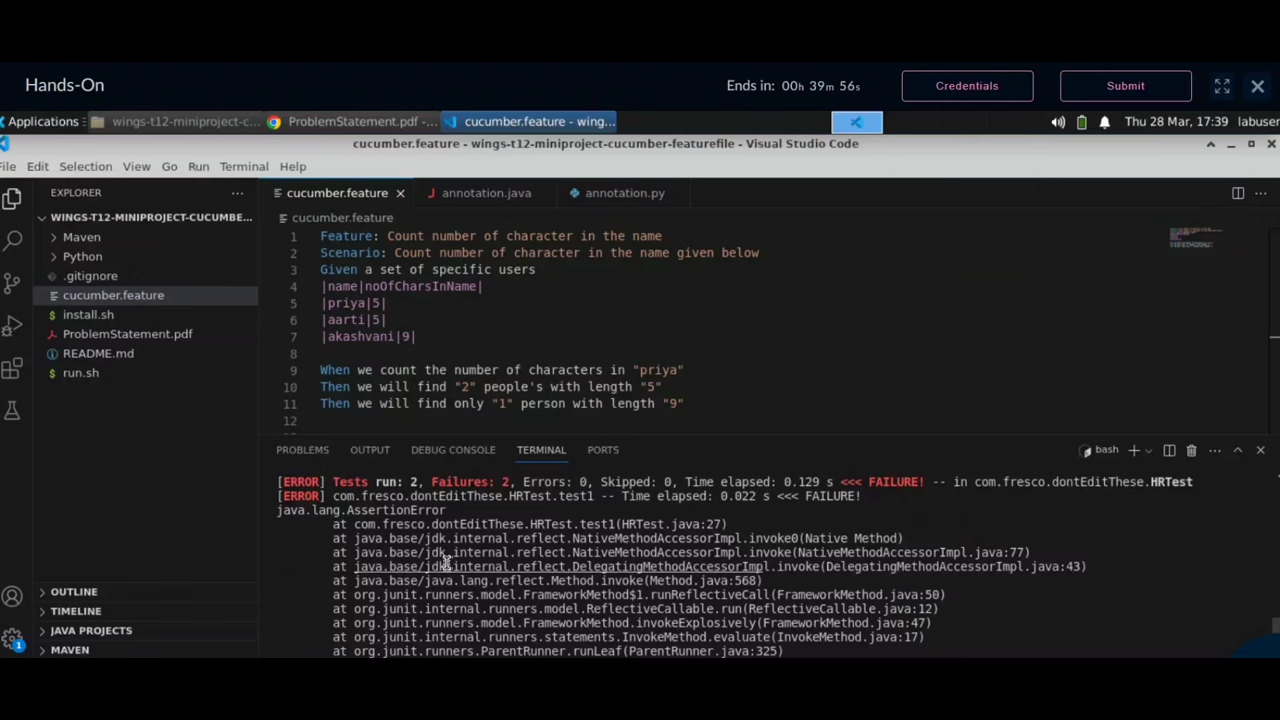 Hands-On
Ends in: 00h 39m 56s
Credentials
Submit
Applications
wings-t12-miniproject-c...
ProblemStatement.pdf -...
cucumber.feature - wing...
Thu 28 Mar, 17:39
labuser
cucumber.feature - wings-t12-miniproject-cucumber-featurefile - Visual Studio Code
File Edit Selection View Go Run Terminal Help
EXPLORER
cucumber.feature
annotation.java
annotation.py
WINGS-T12-MINIPROJECT-CUCUMBE...
Maven
Python
.gitignore
cucumber.feature
install.sh
ProblemStatement.pdf
README.md
run.sh
OUTLINE
TIMELINE
JAVA PROJECTS
MAVEN
1
cucumber.feature
1 Feature: Count number of character in the name
2 Scenario: Count number of character in the name given below
3 Given a set of specific users
4 |name|noOfCharsInName|
5 |priya|5|
6 |aarti|5|
7 |akashvani|9|
8
9 When we count the number of characters in "priya"
10 Then we will find "2" people's with length "5"
11 Then we will find only "1" person with length "9"
12
PROBLEMS OUTPUT DEBUG CONSOLE TERMINAL PORTS
bash
[ERROR] Tests run: 2, Failures: 2, Errors: 0, Skipped: 0, Time elapsed: 0.129 s <<< FAILURE! -- in com.fresco.dontEditThese.HRTest
[ERROR] com.fresco.dontEditThese.HRTest.test1 -- Time elapsed: 0.022 s <<< FAILURE!
java.lang.AssertionError
at com.fresco.dontEditThese.HRTest.test1(HRTest.java:27)
at java.base/jdk.internal.reflect.NativeMethodAccessorImpl.invoke0(Native Method)
at java.base/jdk.internal.reflect.NativeMethodAccessorImpl.invoke(NativeMethodAccessorImpl.java:77)
at java.base/jdk.internal.reflect.DelegatingMethodAccessorImpl.invoke(DelegatingMethodAccessorImpl.java:43)
at java.base/java.lang.reflect.Method.invoke(Method.java:568)
at org.junit.runners.model.FrameworkMethod$1.runReflectiveCall(FrameworkMethod.java:50)
at org.junit.internal.runners.model.ReflectiveCallable.run(ReflectiveCallable.java:12)
at org.junit.runners.model.FrameworkMethod.invokeExplosively(FrameworkMethod.java:47)
at org.junit.internal.runners.statements.InvokeMethod.evaluate(InvokeMethod.java:17)
at org.junit.runners.ParentRunner.runLeaf(ParentRunner.java:325)